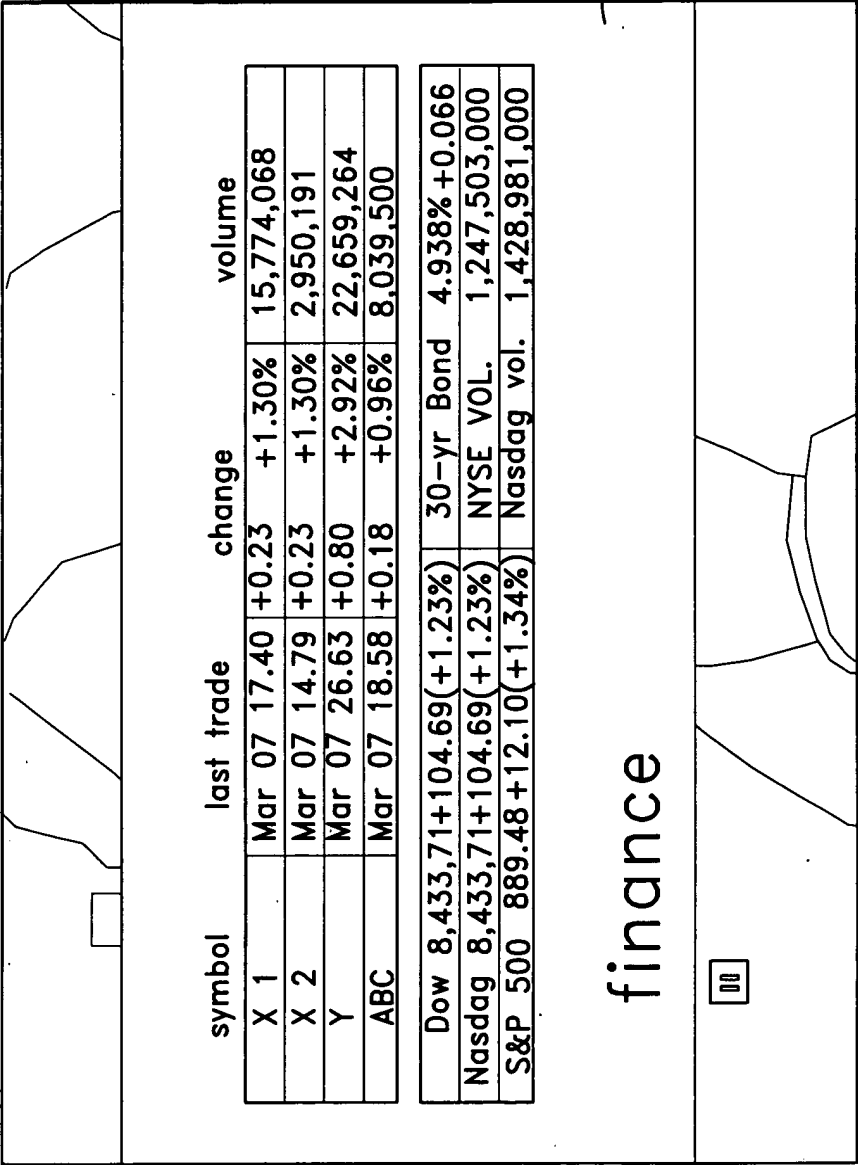 symbol last trade change volume
X 1 Mar 07 17.40 +0.23 +1.30% 15,774,068
X 2 Mar 07 14.79 +0.23 +1.30% 2,950,191
Y Mar 07 26.63 +0.80 +2.92% 22,659,264
ABC Mar 07 18.58 +0.18 +0.96% 8,039,500
Dow 8,433,71+104.69(+1.23%) 30-yr Bond 4.938% +0.066
Nasdag 8,433,71+104.69(+1.23%) NYSE VOL. 1,247,503,000
S&P 500 889.48+12.10(+1.34%) Nasdag vol. 1,428,981,000
finance